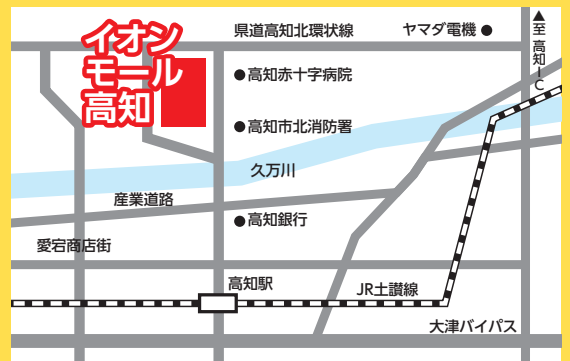 イオン
モール
高知
県道高知北環状線
ヤマダ電機
▲至 高知IC
高知赤十字病院
高知市北消防署
久万川
産業道路
高知銀行
愛宕商店街
高知駅
JR土讃線
大津バイパス